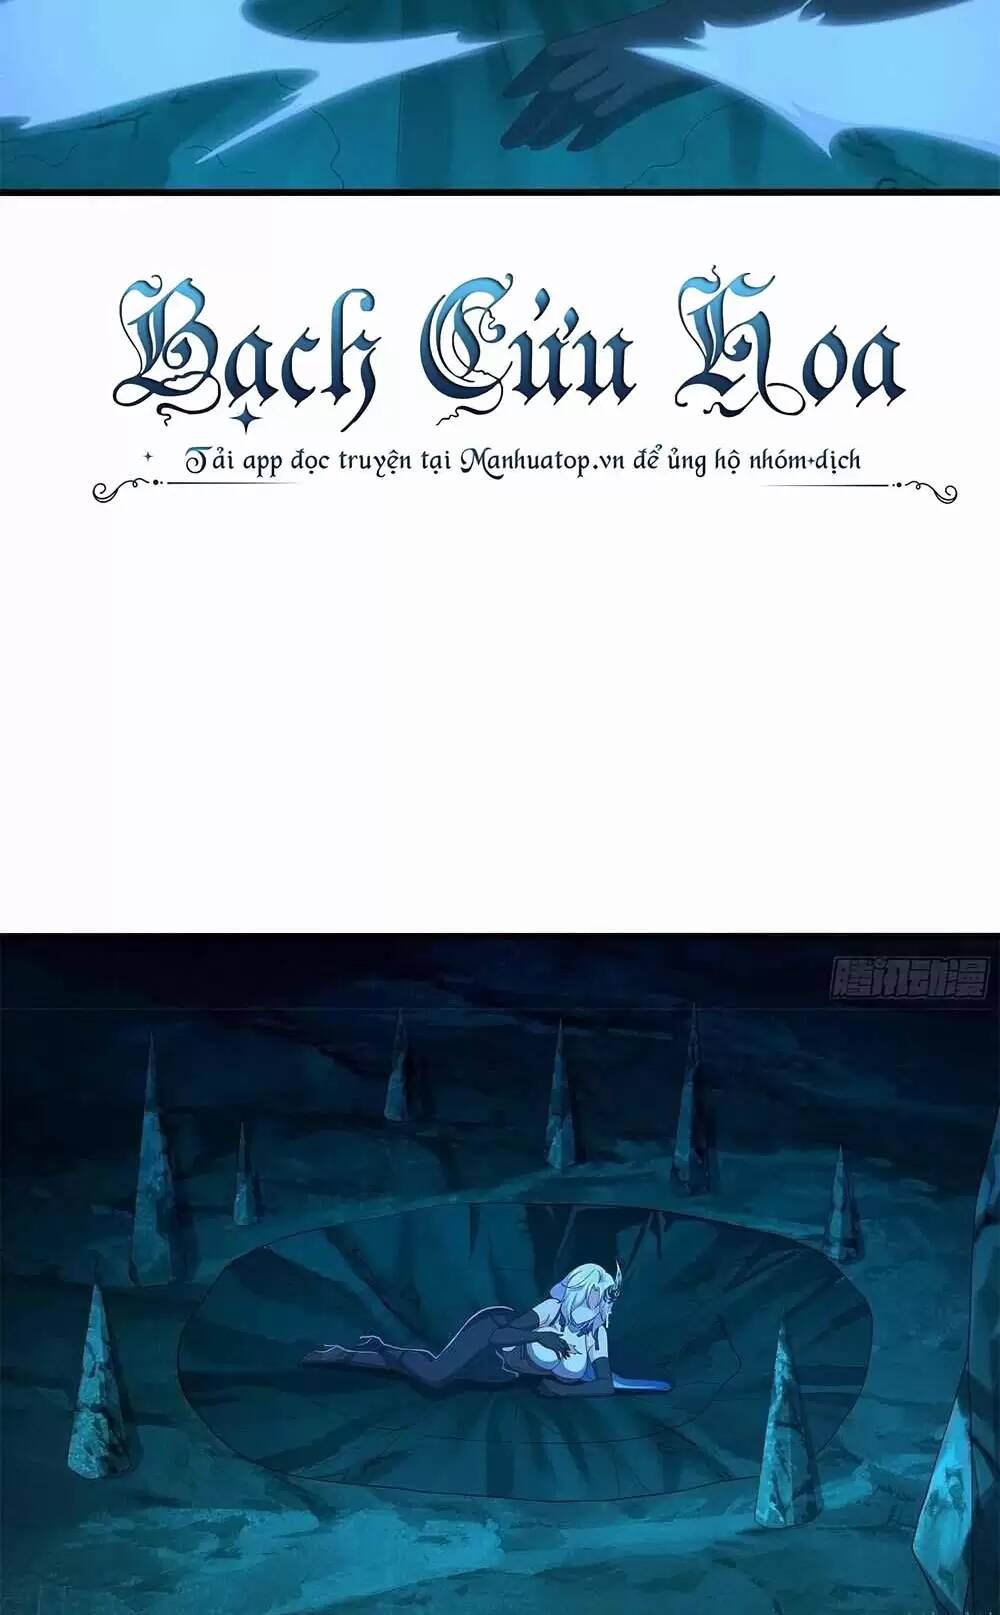 Bạch Cửu Hoa
Tải app đọc truyện tại Manhuatop.vn để ủng hộ nhóm dịch
腾讯动漫